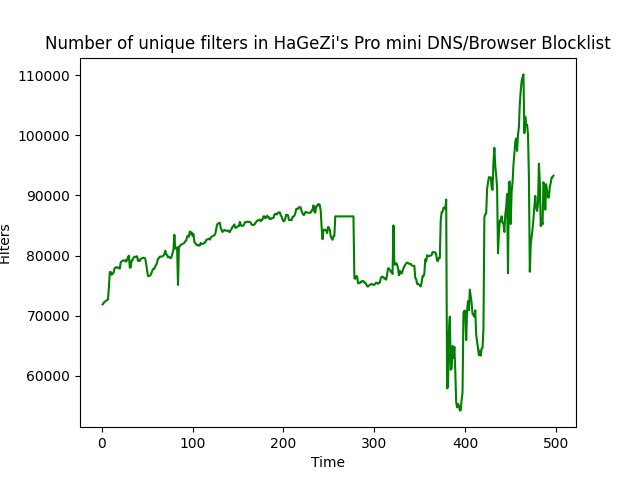 Number of unique filters in HaGeZi's Pro mini DNS/Browser Blocklist
110000
100000
90000
80000
70000
60000
Filters
0 100 200 300 400 500
Time